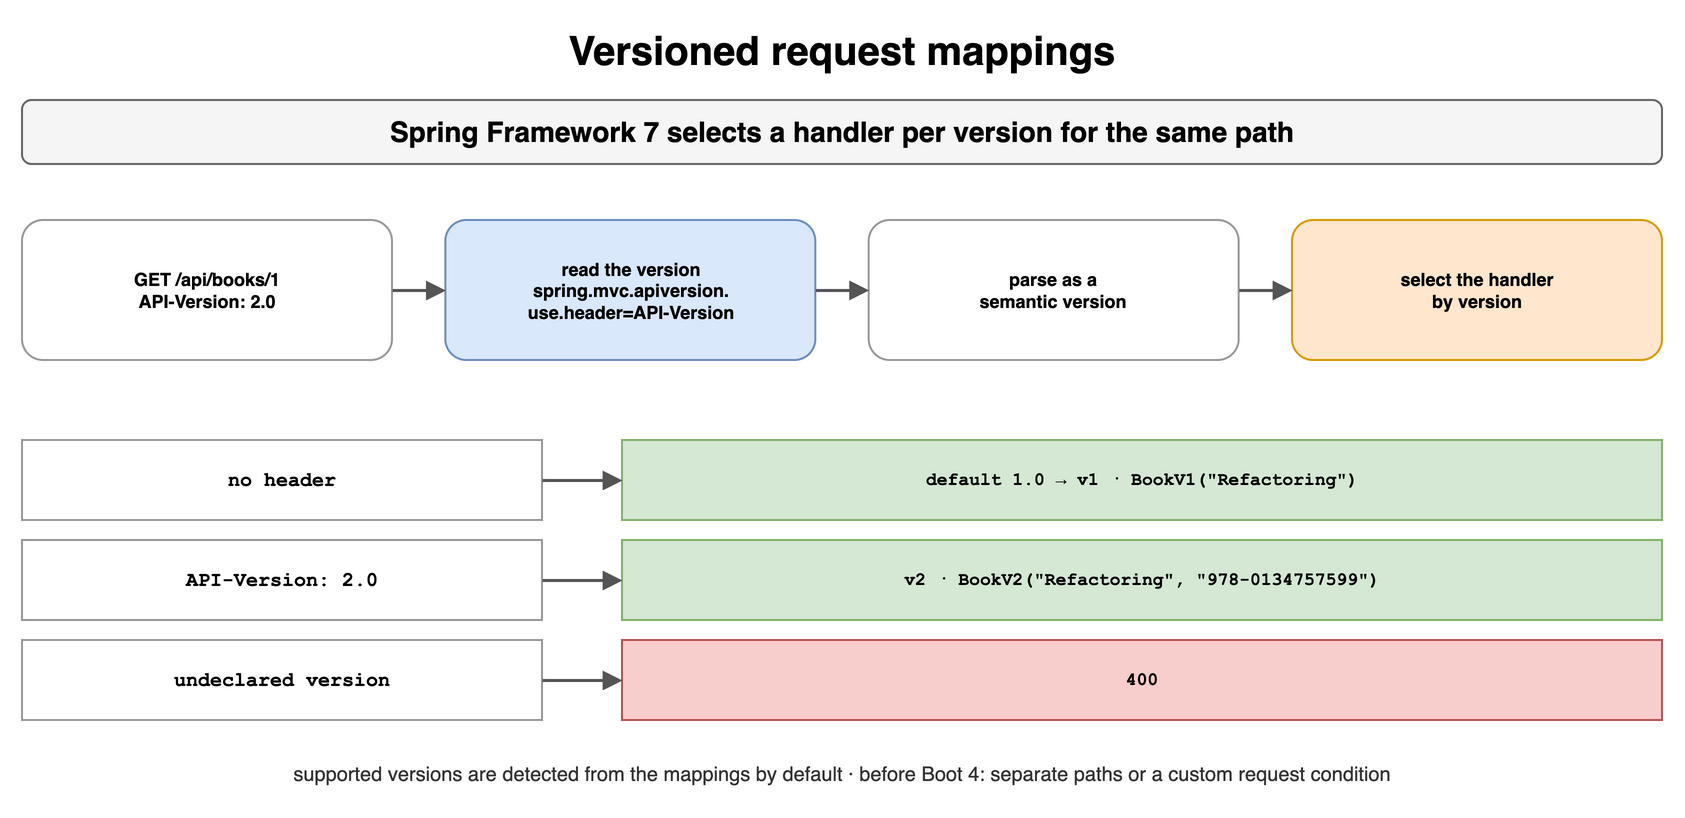 Versioned request mappings
Spring Framework 7 selects a handler per version for the same path
GET /api/books/1
API-Version: 2.0
read the version
spring.mvc.apiversion.
use.header=API-Version
parse as a
semantic version
select the handler
by version
no header
default 1.0 → v1 · BookV1("Refactoring")
API-Version: 2.0
v2 · BookV2("Refactoring", "978-0134757599")
undeclared version
400
supported versions are detected from the mappings by default · before Boot 4: separate paths or a custom request condition